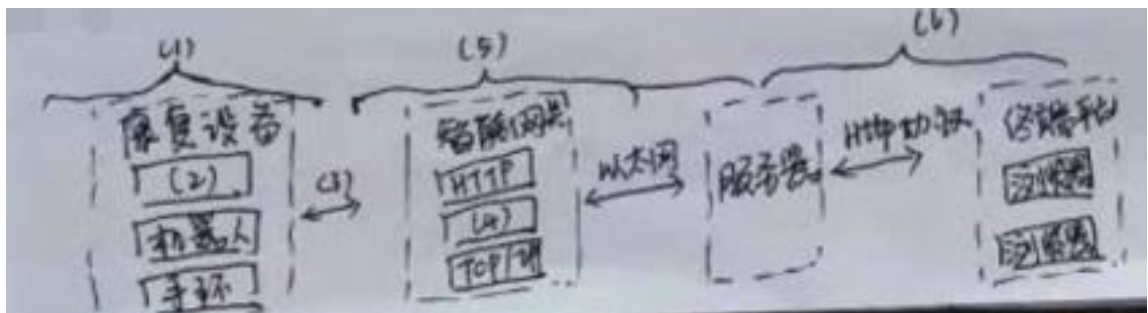 (1)
(5)
(6)
康复设备
(2)
机器人
手环
(3)
智能网关
HTTP
(4)
TCP/IP
以太网
服务器
Http协议
终端平台
浏览器
浏览器